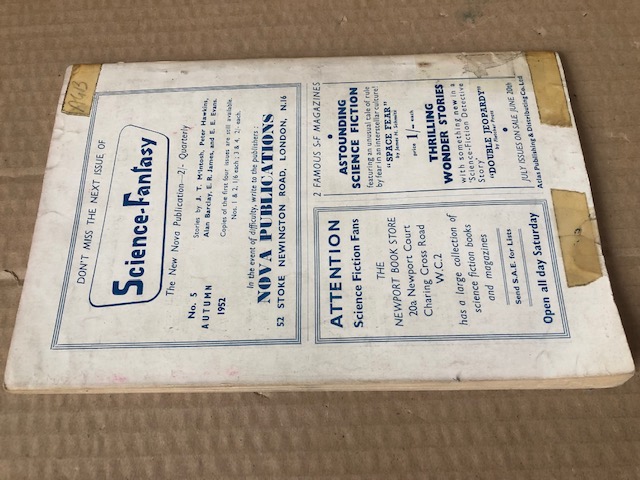 DON'T MISS THE NEXT ISSUE OF
Science-Fantasy
The New Nova Publication—2/- Quarterly
No. 5
AUTUMN
1952
Stories by J. T. McIntosh, Peter Hawkins,
Alan Barclay, E. R. James, and E. E. Evans.
Copies of the first four issues are still available.
Nos. 1 & 2, 1/6 each; 3 & 4, 2/- each.
In the event of difficulty, write to the publishers:
NOVA PUBLICATIONS
52 STOKE NEWINGTON ROAD, LONDON, N.16
ATTENTION
Science Fiction Fans
THE
NEWPORT BOOK STORE
20a Newport Court
Charing Cross Road
W.C.2
has a large collection of
science fiction books
and magazines
Send S.A.E. for Lists
Open all day Saturday
2 FAMOUS S-F MAGAZINES
ASTOUNDING
SCIENCE FICTION
featuring an unusual tale of rule
by fear in an interstellar culture!
"SPACE FEAR"
by James H. Schmitz
price 1/- each
THRILLING
WONDER STORIES
with something new in a
'Science-Fiction Detective
Story'
"DOUBLE JEOPARDY"
by Fletcher Pratt
JULY ISSUES ON SALE JUNE 20th
Atlas Publishing & Distributing Co. Ltd